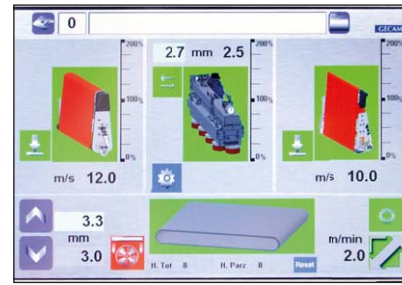 0
GECAM
2.7 mm 2.5
200%
100%
0%
200%
100%
0%
200%
100%
0%
m/s 12.0
m/s 10.0
3.3
mm
3.0
m/min
2.0
H. Tot 8
H. Parz 8
Reset